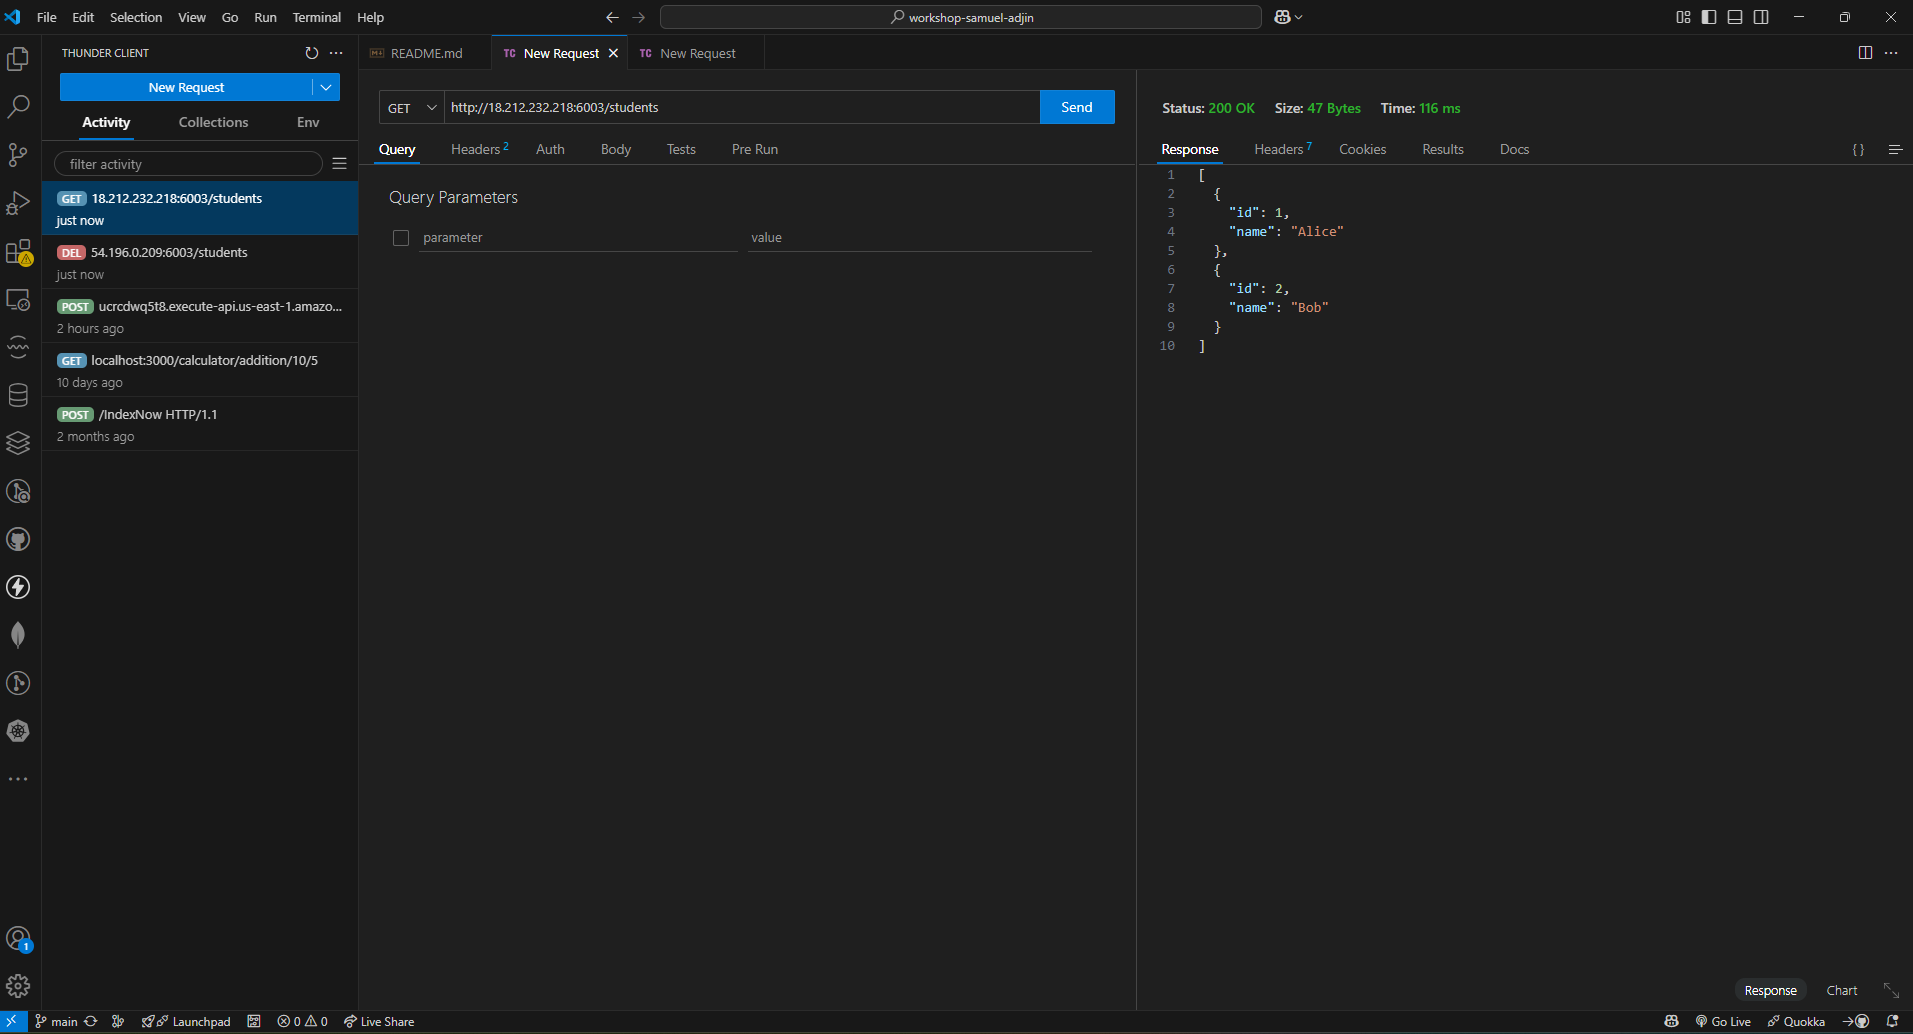 File Edit Selection View Go Run Terminal Help
workshop-samuel-adjin
THUNDER CLIENT
New Request
Activity Collections Env
filter activity
GET 18.212.232.218:6003/students
just now
DEL 54.196.0.209:6003/students
just now
POST ucrcdwq5t8.execute-api.us-east-1.amazo...
2 hours ago
GET localhost:3000/calculator/addition/10/5
10 days ago
POST /IndexNow HTTP/1.1
2 months ago
README.md
TC New Request
TC New Request
GET http://18.212.232.218:6003/students Send
Query Headers 2 Auth Body Tests Pre Run
Query Parameters
parameter value
Status: 200 OK Size: 47 Bytes Time: 116 ms
Response Headers 7 Cookies Results Docs { }
1 [
2 {
3 "id": 1,
4 "name": "Alice"
5 },
6 {
7 "id": 2,
8 "name": "Bob"
9 }
10 ]
Response Chart
1
main Launchpad 0 0 Live Share
Go Live Quokka